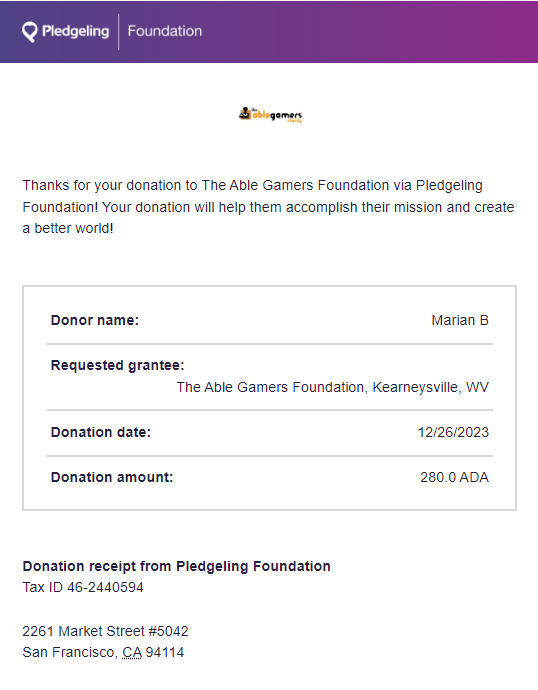 Pledgeling Foundation
The ablegamers
Thanks for your donation to The Able Gamers Foundation via Pledgeling
Foundation! Your donation will help them accomplish their mission and create
a better world!
Donor name: Marian B
Requested grantee:
The Able Gamers Foundation, Kearneysville, WV
Donation date: 12/26/2023
Donation amount: 280.0 ADA
Donation receipt from Pledgeling Foundation
Tax ID 46-2440594
2261 Market Street #5042
San Francisco, CA 94114